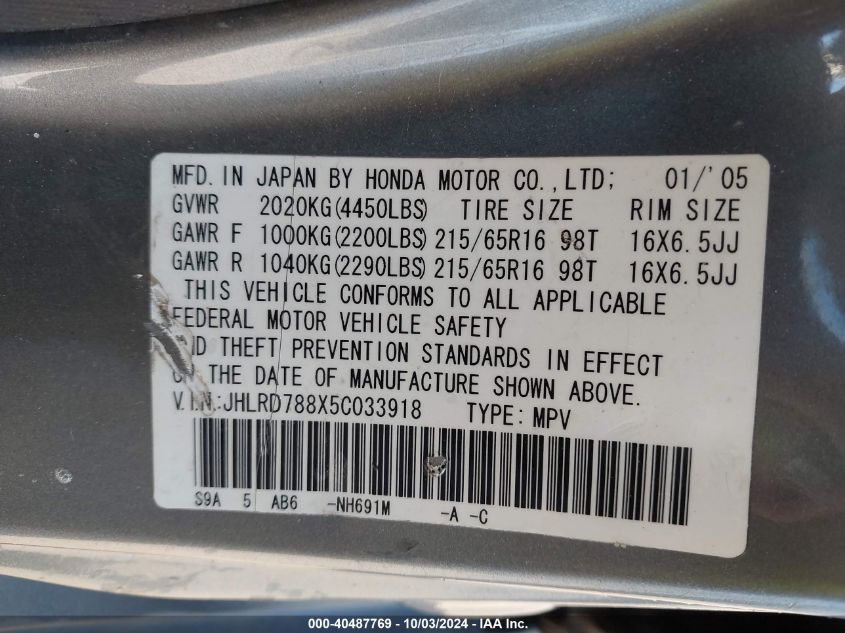 MFD. IN JAPAN BY HONDA MOTOR CO., LTD; 01/'05
GVWR 2020KG(4450LBS) TIRE SIZE RIM SIZE
GAWR F 1000KG(2200LBS) 215/65R16 98T 16X6.5JJ
GAWR R 1040KG(2290LBS) 215/65R16 98T 16X6.5JJ
THIS VEHICLE CONFORMS TO ALL APPLICABLE
FEDERAL MOTOR VEHICLE SAFETY
AND THEFT PREVENTION STANDARDS IN EFFECT
ON THE DATE OF MANUFACTURE SHOWN ABOVE.
V.I.N.:JHLRD788X5C033918 TYPE: MPV
S9A 5 AB6 -NH691M -A -C
000-40487769 - 10/03/2024 - IAA Inc.